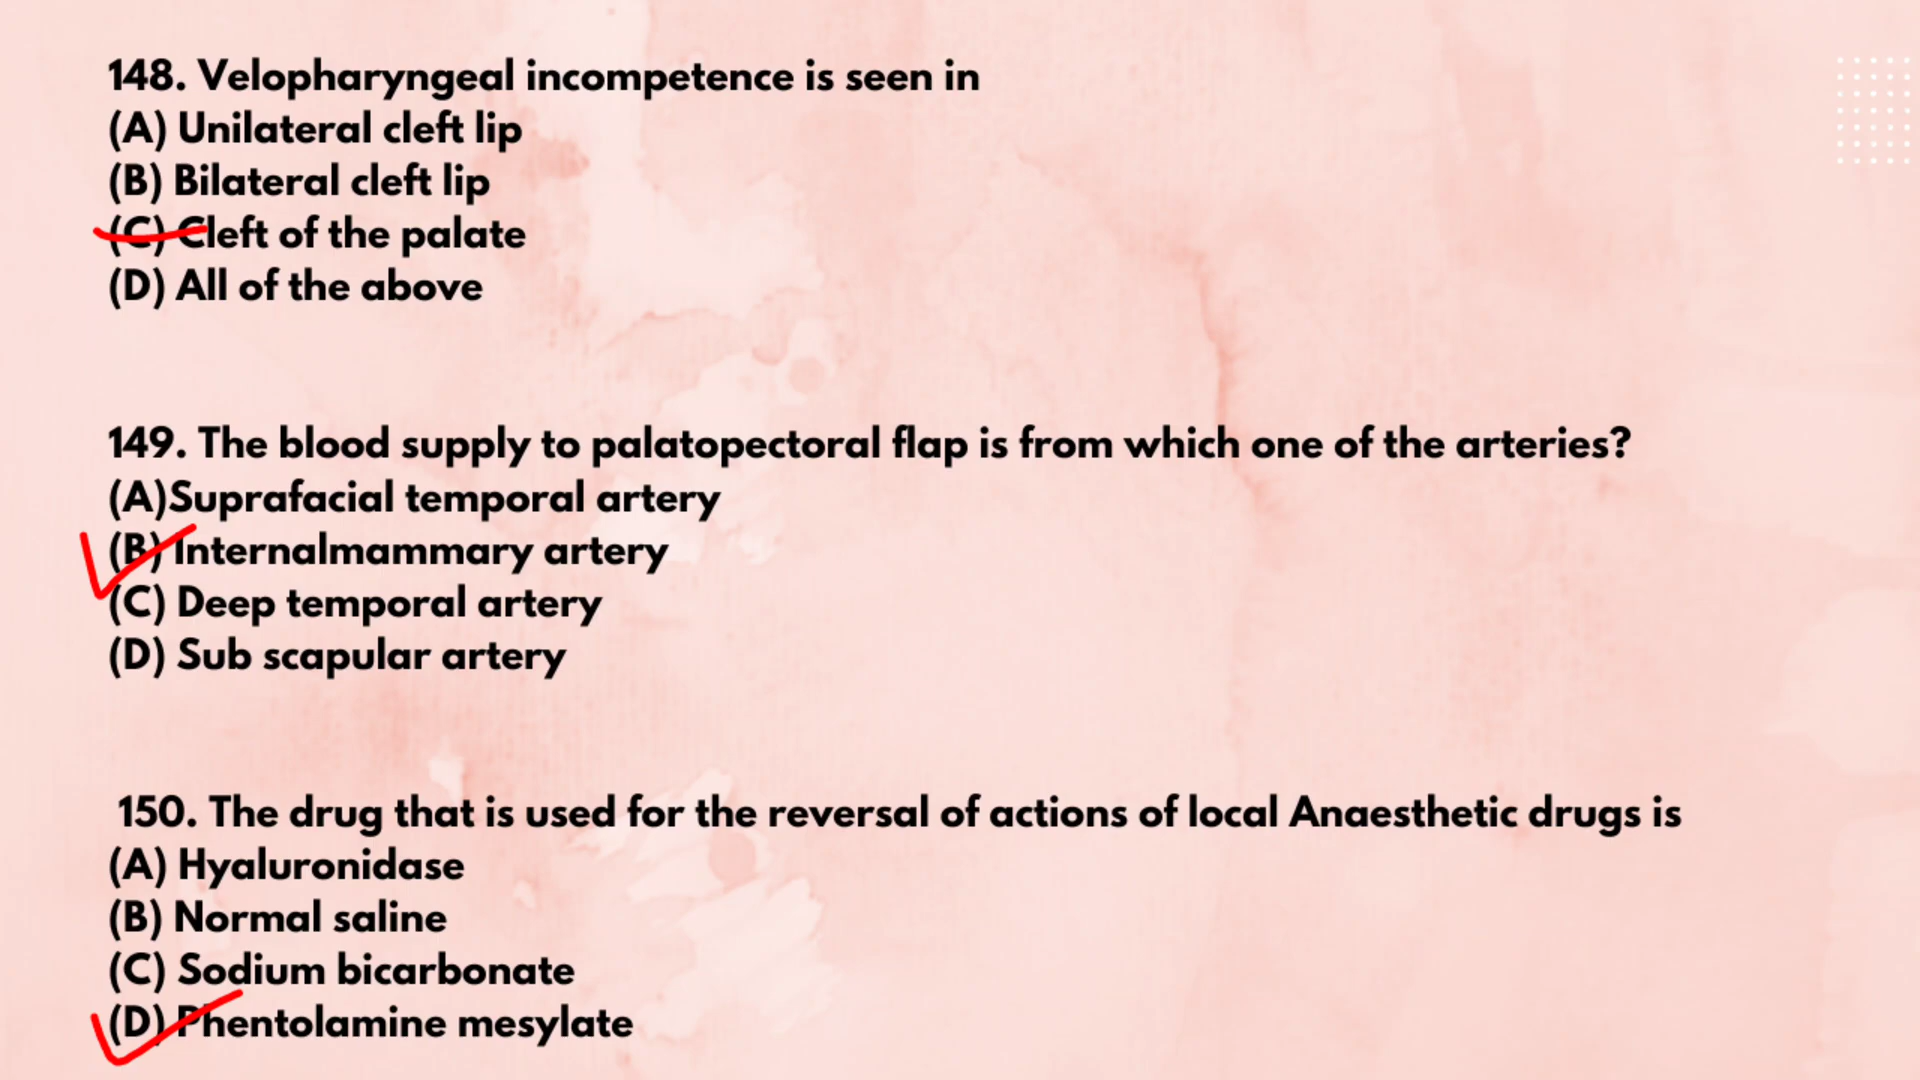 148. Velopharyngeal incompetence is seen in
(A) Unilateral cleft lip
(B) Bilateral cleft lip
(C) Cleft of the palate
(D) All of the above
149. The blood supply to palatopectoral flap is from which one of the arteries?
(A)Suprafacial temporal artery
(B) Internalmammary artery
(C) Deep temporal artery
(D) Sub scapular artery
150. The drug that is used for the reversal of actions of local Anaesthetic drugs is
(A) Hyaluronidase
(B) Normal saline
(C) Sodium bicarbonate
(D) Phentolamine mesylate